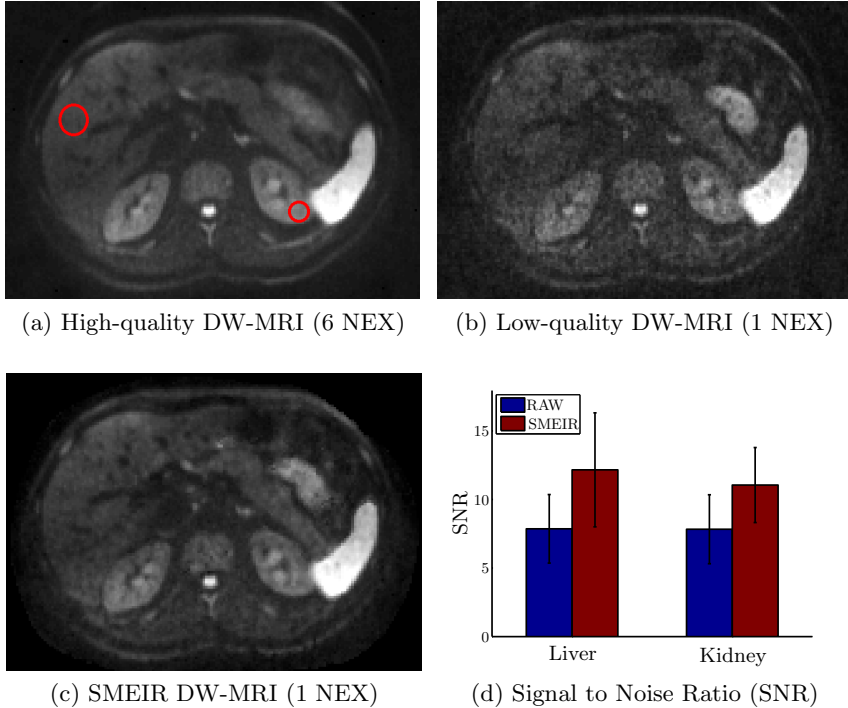 (a) High-quality DW-MRI (6 NEX)
(b) Low-quality DW-MRI (1 NEX)
RAW
SMEIR
15
10
5
0
SNR
Liver
Kidney
(c) SMEIR DW-MRI (1 NEX)
(d) Signal to Noise Ratio (SNR)